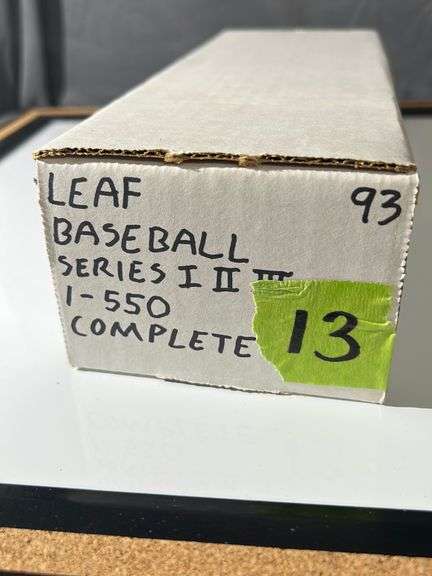 LEAF 93
BASEBALL
SERIES I II III
1-550
COMPLETE 13